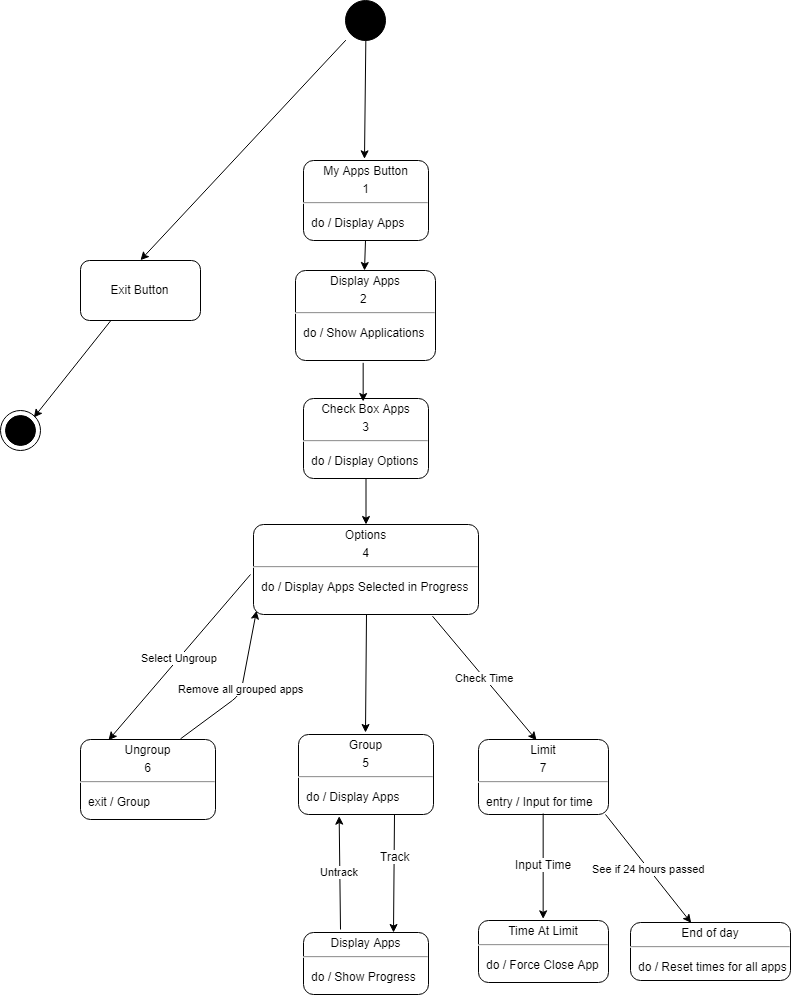 My Apps Button
1
do / Display Apps
Exit Button
Display Apps
2
do / Show Applications
Check Box Apps
3
do / Display Options
Options
4
do / Display Apps Selected in Progress
Select Ungroup
Remove all grouped apps
Check Time
Ungroup
6
exit / Group
Group
5
do / Display Apps
Limit
7
entry / Input for time
Untrack
Track
Input Time
See if 24 hours passed
Display Apps
do / Show Progress
Time At Limit
do / Force Close App
End of day
do / Reset times for all apps